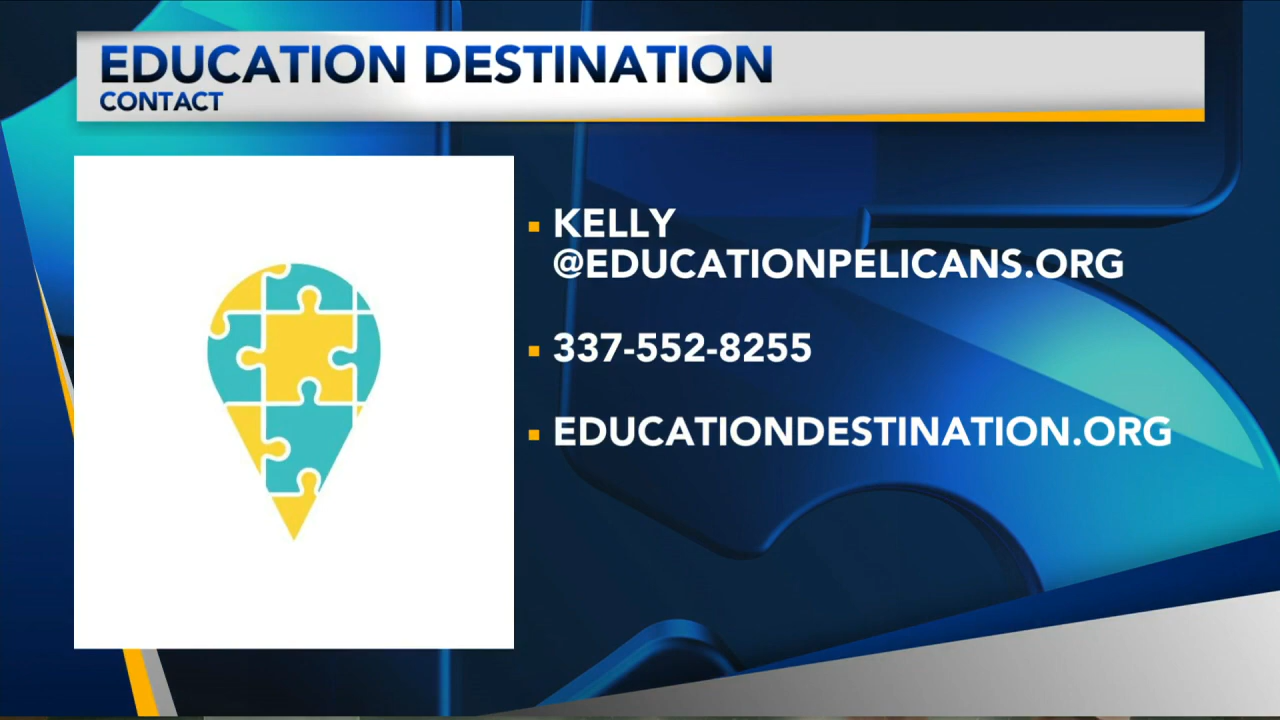 EDUCATION DESTINATION
CONTACT
KELLY
@EDUCATIONPELICANS.ORG
337-552-8255
EDUCATIONDESTINATION.ORG